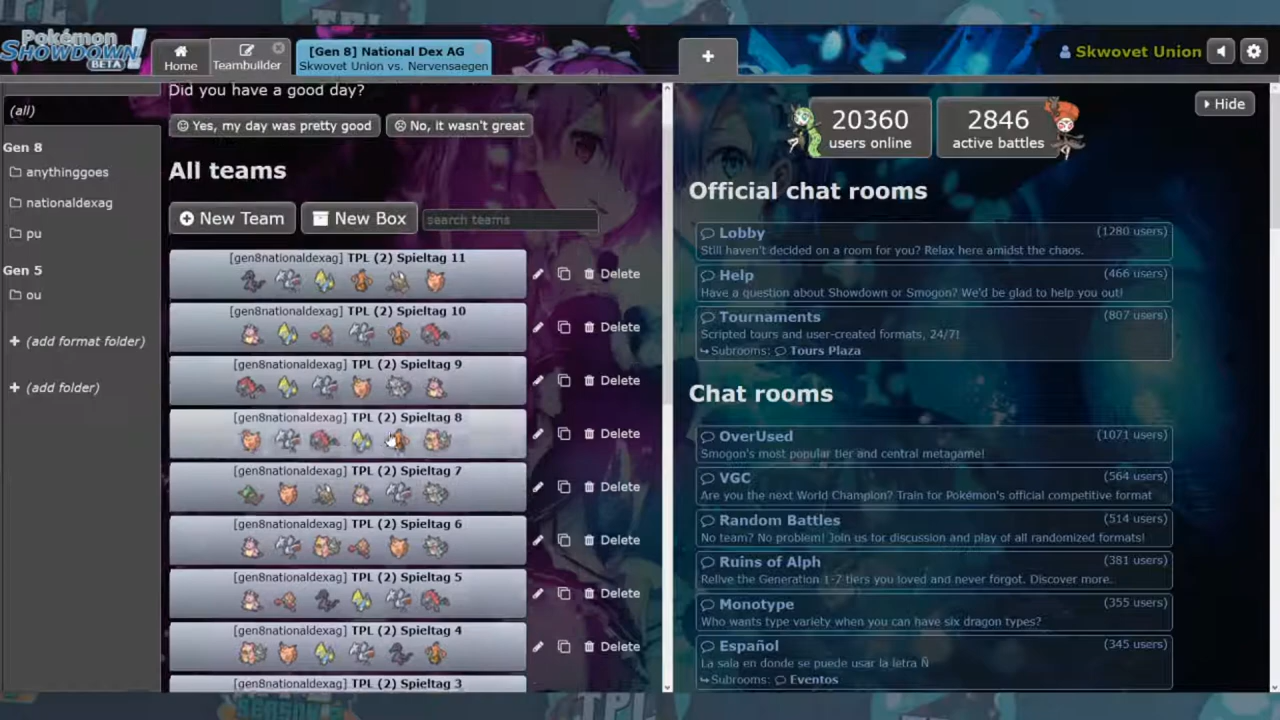 Pokémon
SHOWDOWN!
BETA
Home
Teambuilder
[Gen 8] National Dex AG
Skwovet Union vs. Nervensaegen
+
Skwovet Union
(all)
Gen 8
anythinggoes
nationaldexag
pu
Gen 5
ou
+ (add format folder)
+ (add folder)
Did you have a good day?
Yes, my day was pretty good
No, it wasn't great
All teams
New Team
New Box
search teams
[gen8nationaldexag] TPL (2) Spieltag 11
Delete
[gen8nationaldexag] TPL (2) Spieltag 10
Delete
[gen8nationaldexag] TPL (2) Spieltag 9
Delete
[gen8nationaldexag] TPL (2) Spieltag 8
Delete
[gen8nationaldexag] TPL (2) Spieltag 7
Delete
[gen8nationaldexag] TPL (2) Spieltag 6
Delete
[gen8nationaldexag] TPL (2) Spieltag 5
Delete
[gen8nationaldexag] TPL (2) Spieltag 4
Delete
[gen8nationaldexag] TPL (2) Spieltag 3
20360
users online
2846
active battles
Hide
Official chat rooms
Lobby (1280 users)
Still haven't decided on a room for you? Relax here amidst the chaos.
Help (466 users)
Have a question about Showdown or Smogon? We'd be glad to help you out!
Tournaments (807 users)
Scripted tours and user-created formats, 24/7!
Subrooms: Tours Plaza
Chat rooms
OverUsed (1071 users)
Smogon's most popular tier and central metagame!
VGC (564 users)
Are you the next World Champion? Train for Pokémon's official competitive format
Random Battles (514 users)
No team? No problem! Join us for discussion and play of all randomized formats!
Ruins of Alph (381 users)
Relive the Generation 1-7 tiers you loved and never forgot. Discover more.
Monotype (355 users)
Who wants type variety when you can have six dragon types?
Español (345 users)
La sala en donde se puede usar la letra Ñ
Subrooms: Eventos
TPL